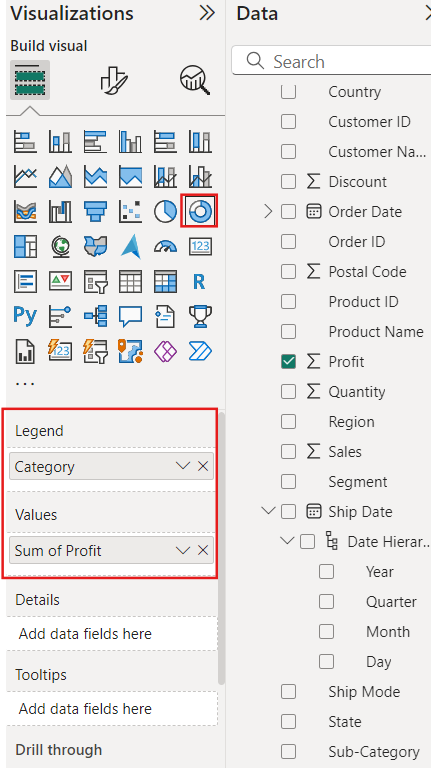 Visualizations
Build visual
123
R
Py
123
...
Legend
Category
Values
Sum of Profit
Details
Add data fields here
Tooltips
Add data fields here
Drill through
Data
Search
Country
Customer ID
Customer Na...
Discount
Order Date
Order ID
Postal Code
Product ID
Product Name
Profit
Quantity
Region
Sales
Segment
Ship Date
Date Hierar...
Year
Quarter
Month
Day
Ship Mode
State
Sub-Category